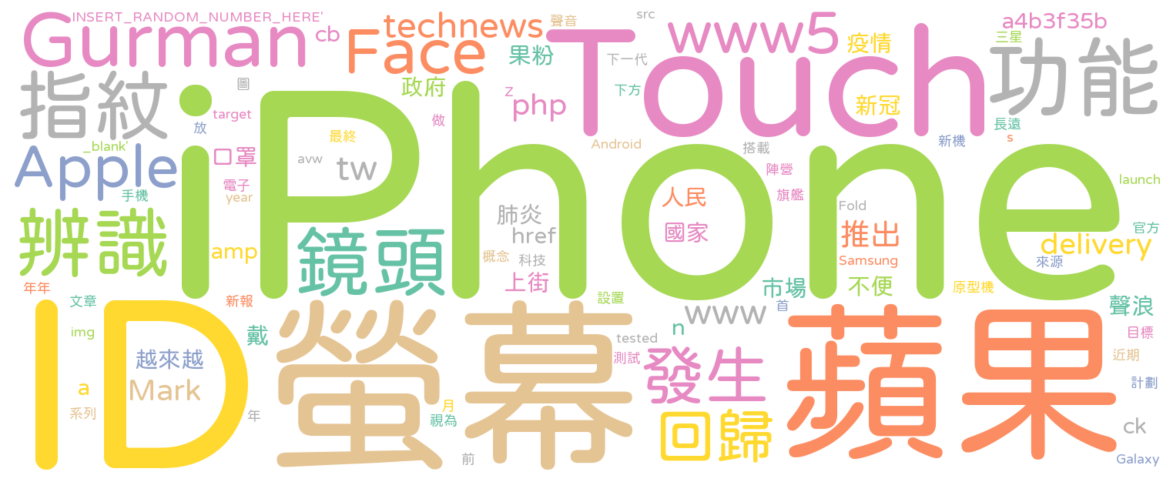 INSERT_RANDOM_NUMBER_HERE'
Gurman
cb
technews
聲音
src
Face
果粉
Touch
www5
疫情
a4b3f35b
三星
功能
指紋
圖
政府
下一代
target
放
z
php
下方
新冠
做
iPhone
_blank'
最終
Android
搭載
新機
長遠
s
Apple
口罩
avw
tw
陣營
launch
電子
手機
year
人民
旗艦
Fold
辨識
肺炎
國家
官方
href
推出
amp
鏡頭
概念
科技
Samsung
delivery
來源
上街
市場
不便
原型機
年年
文章
新報
設置
首
聲浪
ID
螢幕
n
www
蘋果
img
戴
tested
目標
越來越
測試
近期
a
Mark
發生
計劃
系列
年
月
視為
回歸
ck
前
Galaxy